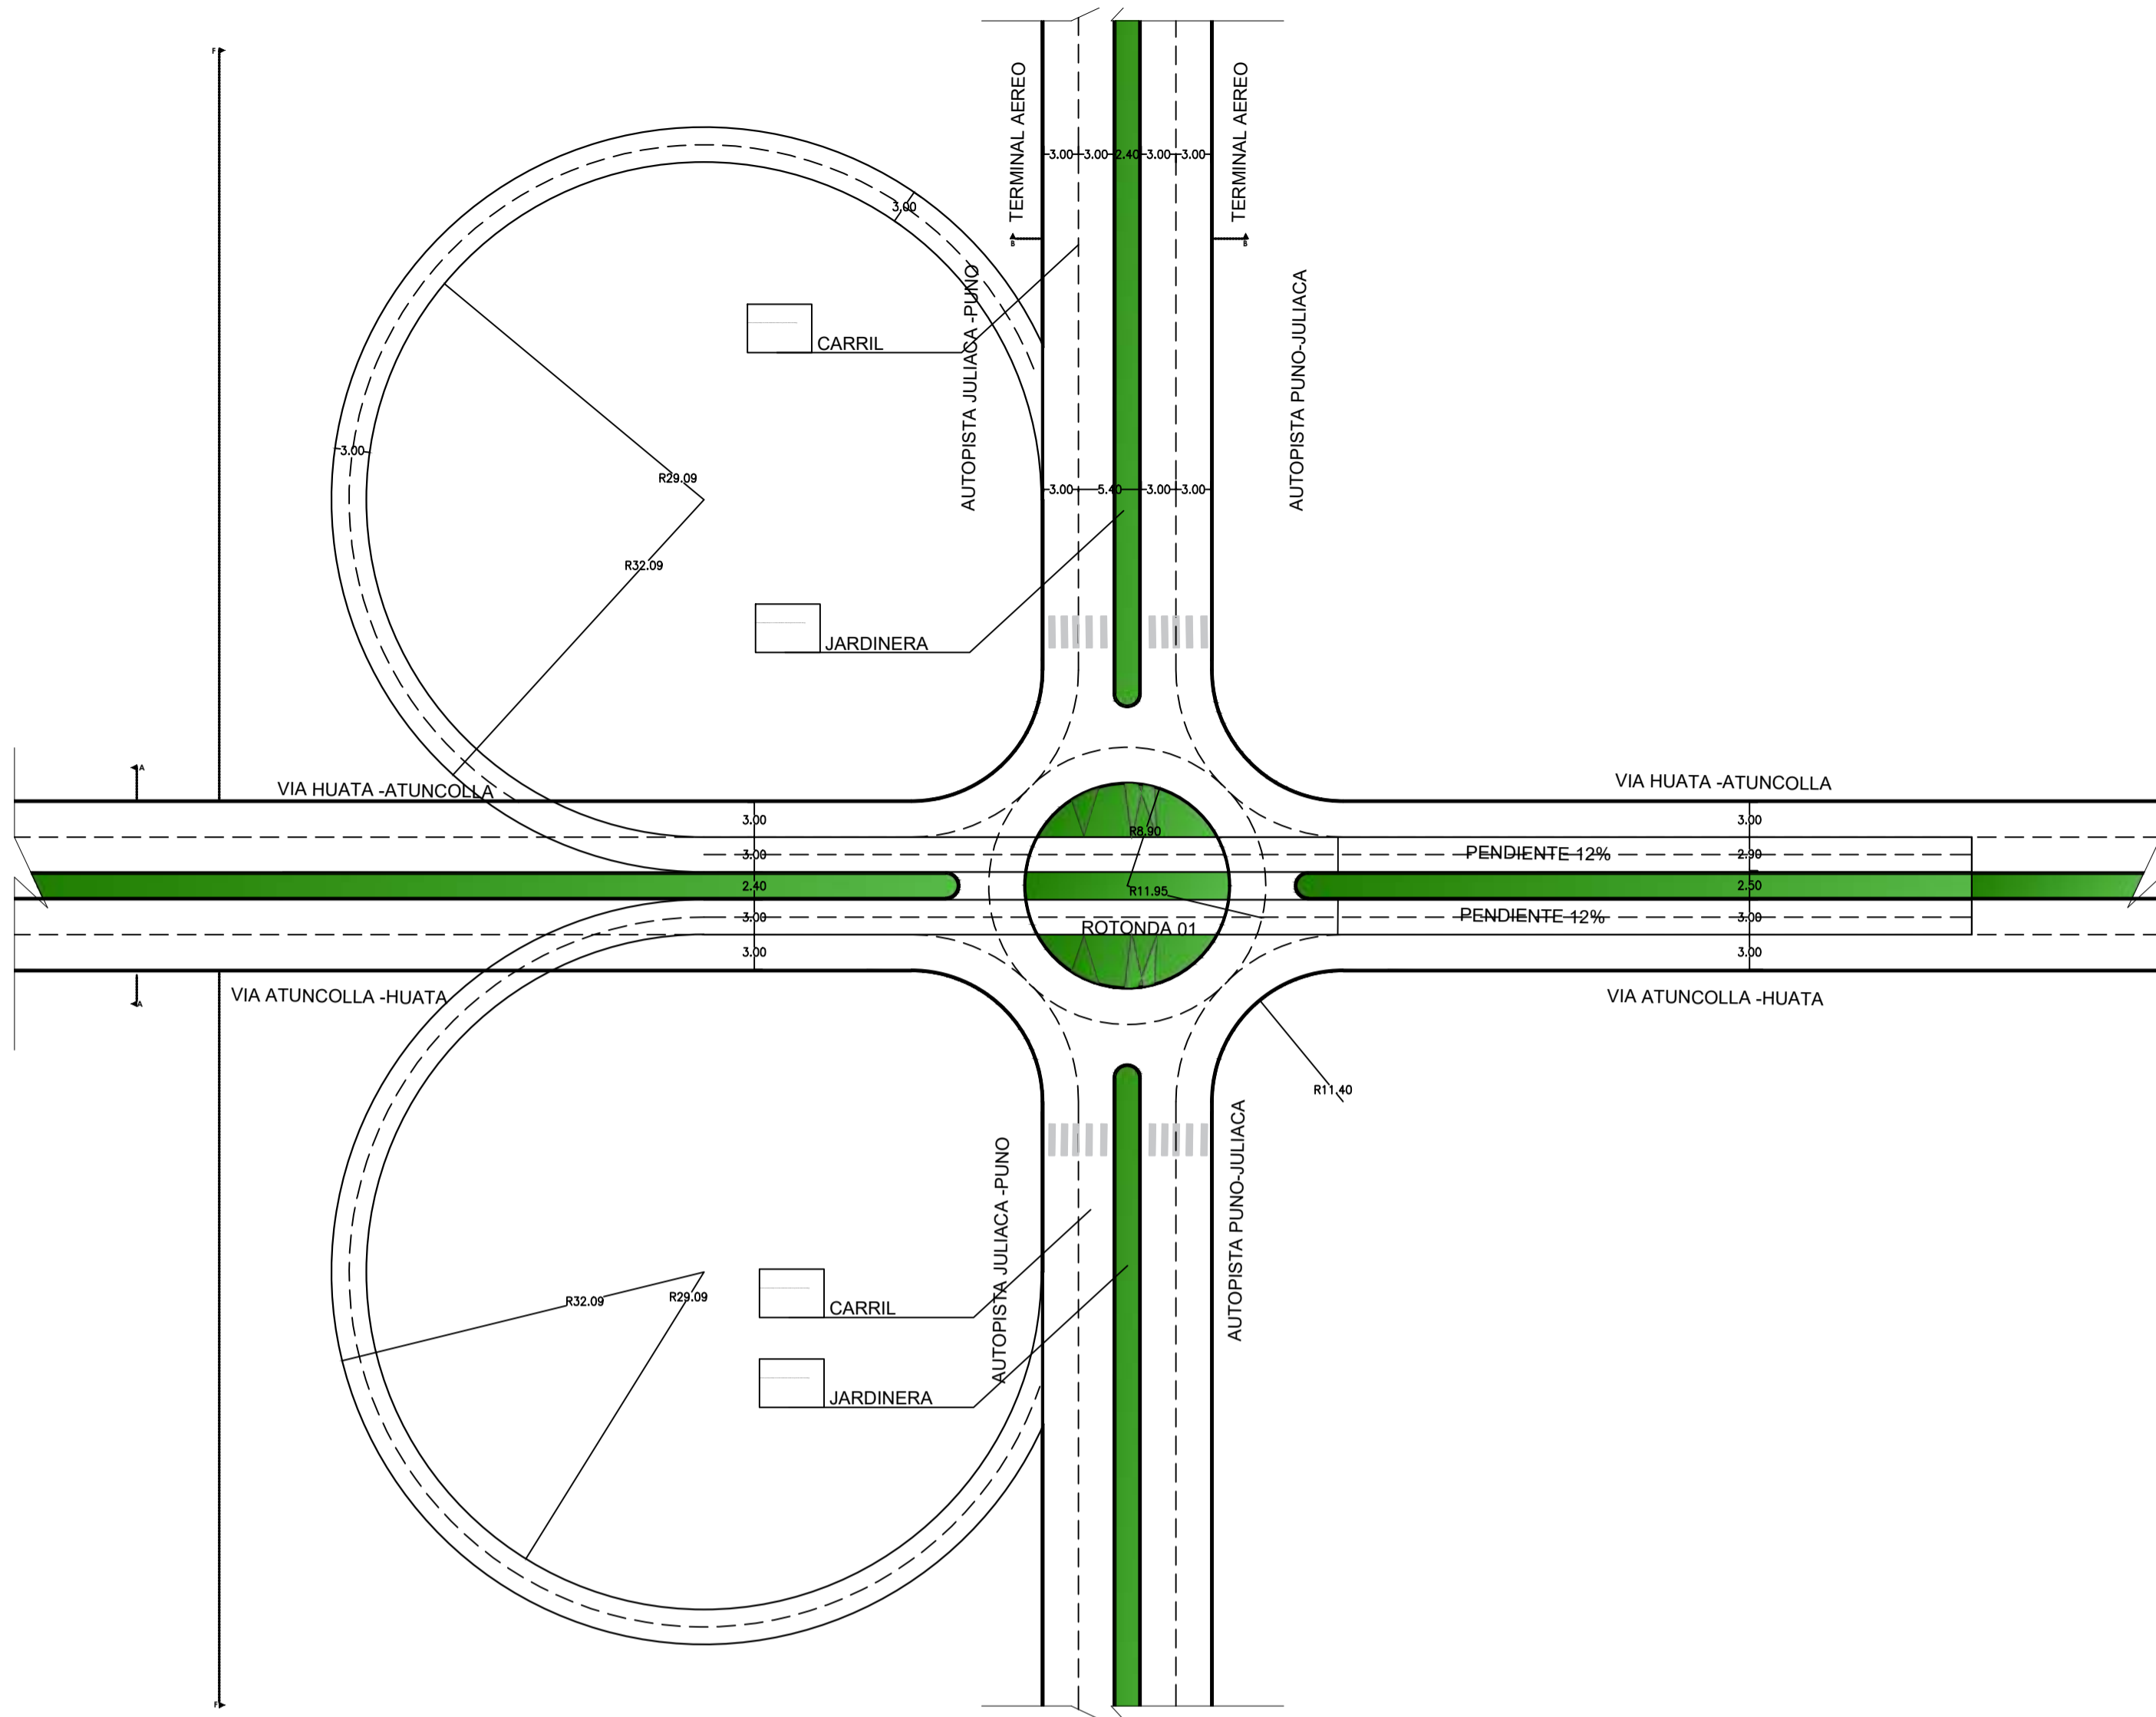 F
TERMINAL AEREO
TERMINAL AEREO
3.00
3.00
2.40
3.00
3.00
3.00
B
B
AUTOPISTA JULIACA -PUNO
AUTOPISTA PUNO-JULIACA
CARRIL
3.00
R29.09
3.00
5.40
3.00
3.00
R32.09
JARDINERA
A
VIA HUATA -ATUNCOLLA
VIA HUATA -ATUNCOLLA
3.00
3.00
R8.90
3.00
PENDIENTE 12%
2.90
2.40
R11.95
2.50
3.00
PENDIENTE 12%
3.00
ROTONDA 01
3.00
3.00
VIA ATUNCOLLA -HUATA
VIA ATUNCOLLA -HUATA
A
R11.40
AUTOPISTA JULIACA -PUNO
AUTOPISTA PUNO-JULIACA
R32.09
R29.09
CARRIL
JARDINERA
F